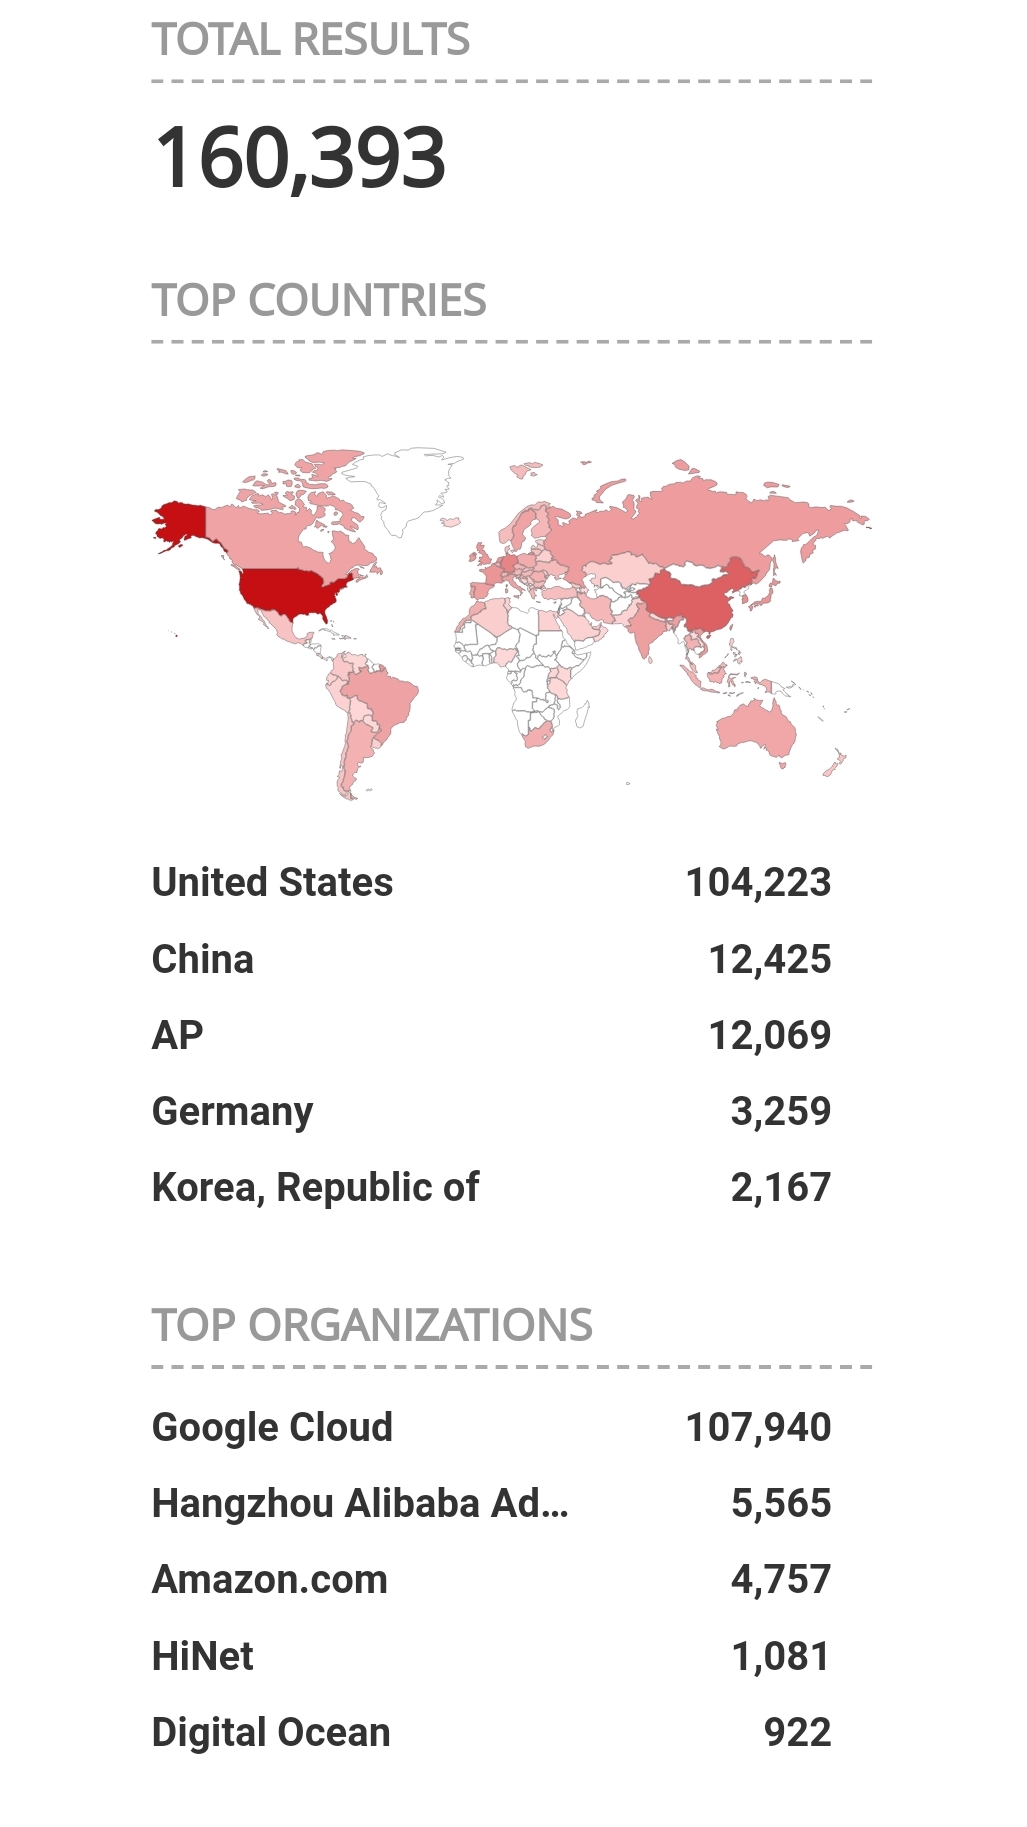 TOTAL RESULTS
160,393
TOP COUNTRIES
United States 104,223
China 12,425
AP 12,069
Germany 3,259
Korea, Republic of 2,167
TOP ORGANIZATIONS
Google Cloud 107,940
Hangzhou Alibaba Ad... 5,565
Amazon.com 4,757
HiNet 1,081
Digital Ocean 922